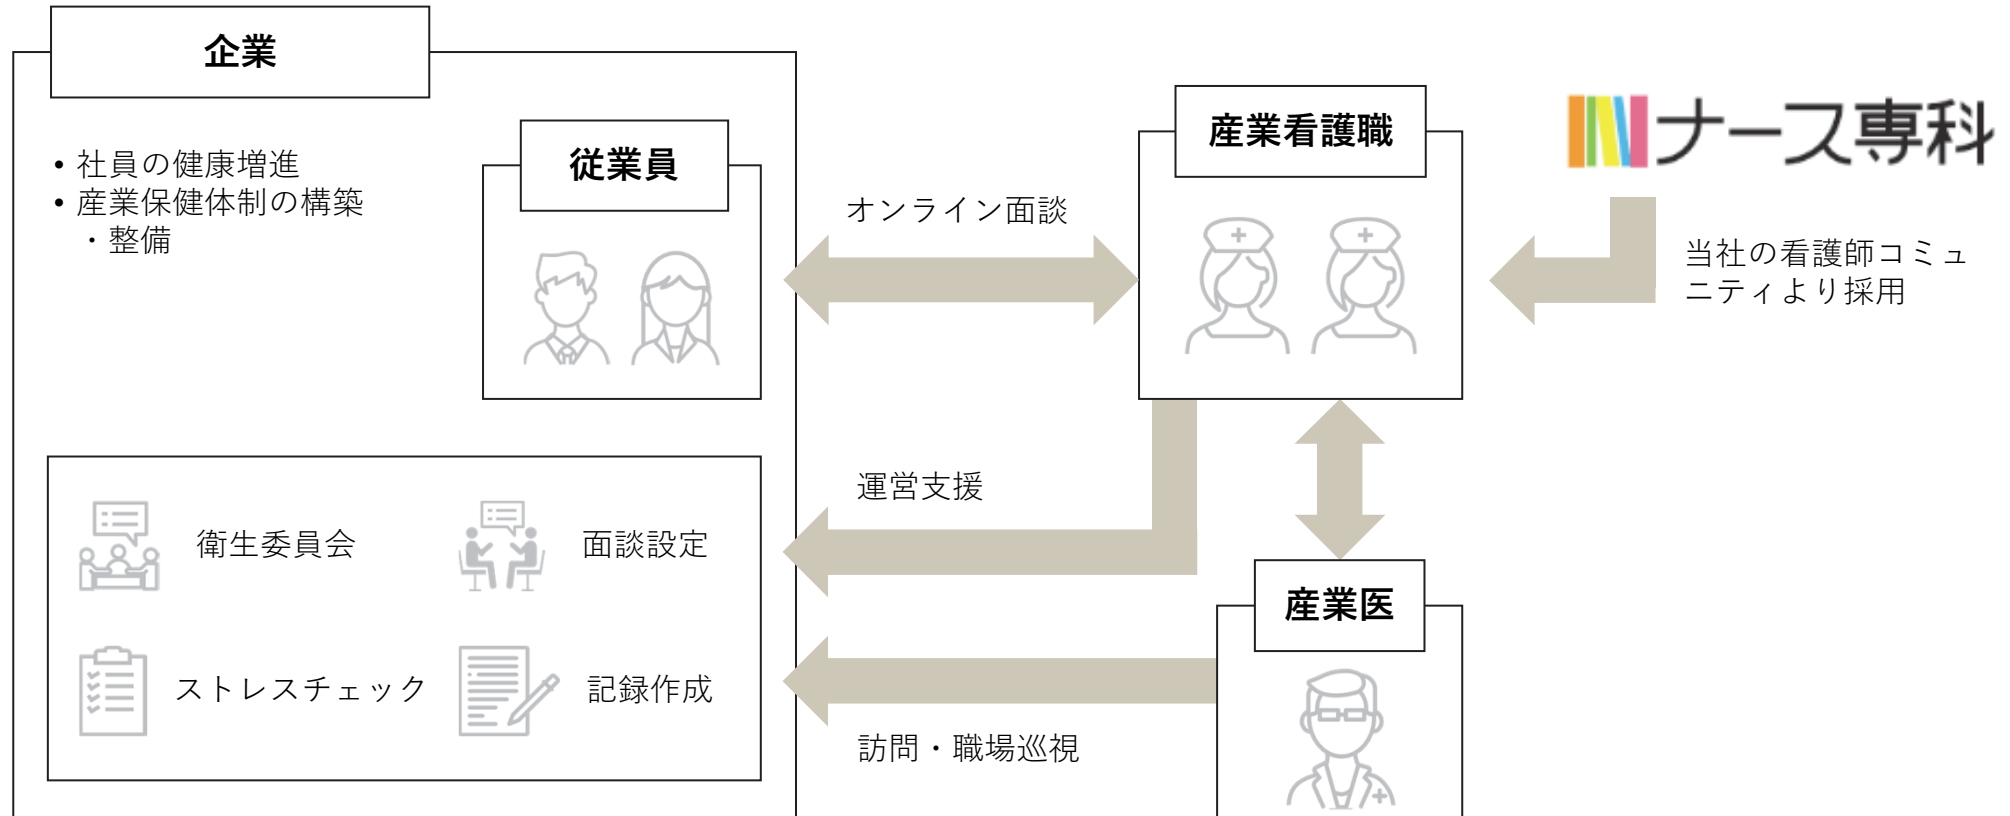 企業
• 社員の健康増進
• 産業保健体制の構築
・整備
従業員
オンライン面談
産業看護職
ナース専科
当社の看護師コミュ
ニティより採用
衛生委員会
面談設定
ストレスチェック
記録作成
運営支援
訪問・職場巡視
産業医